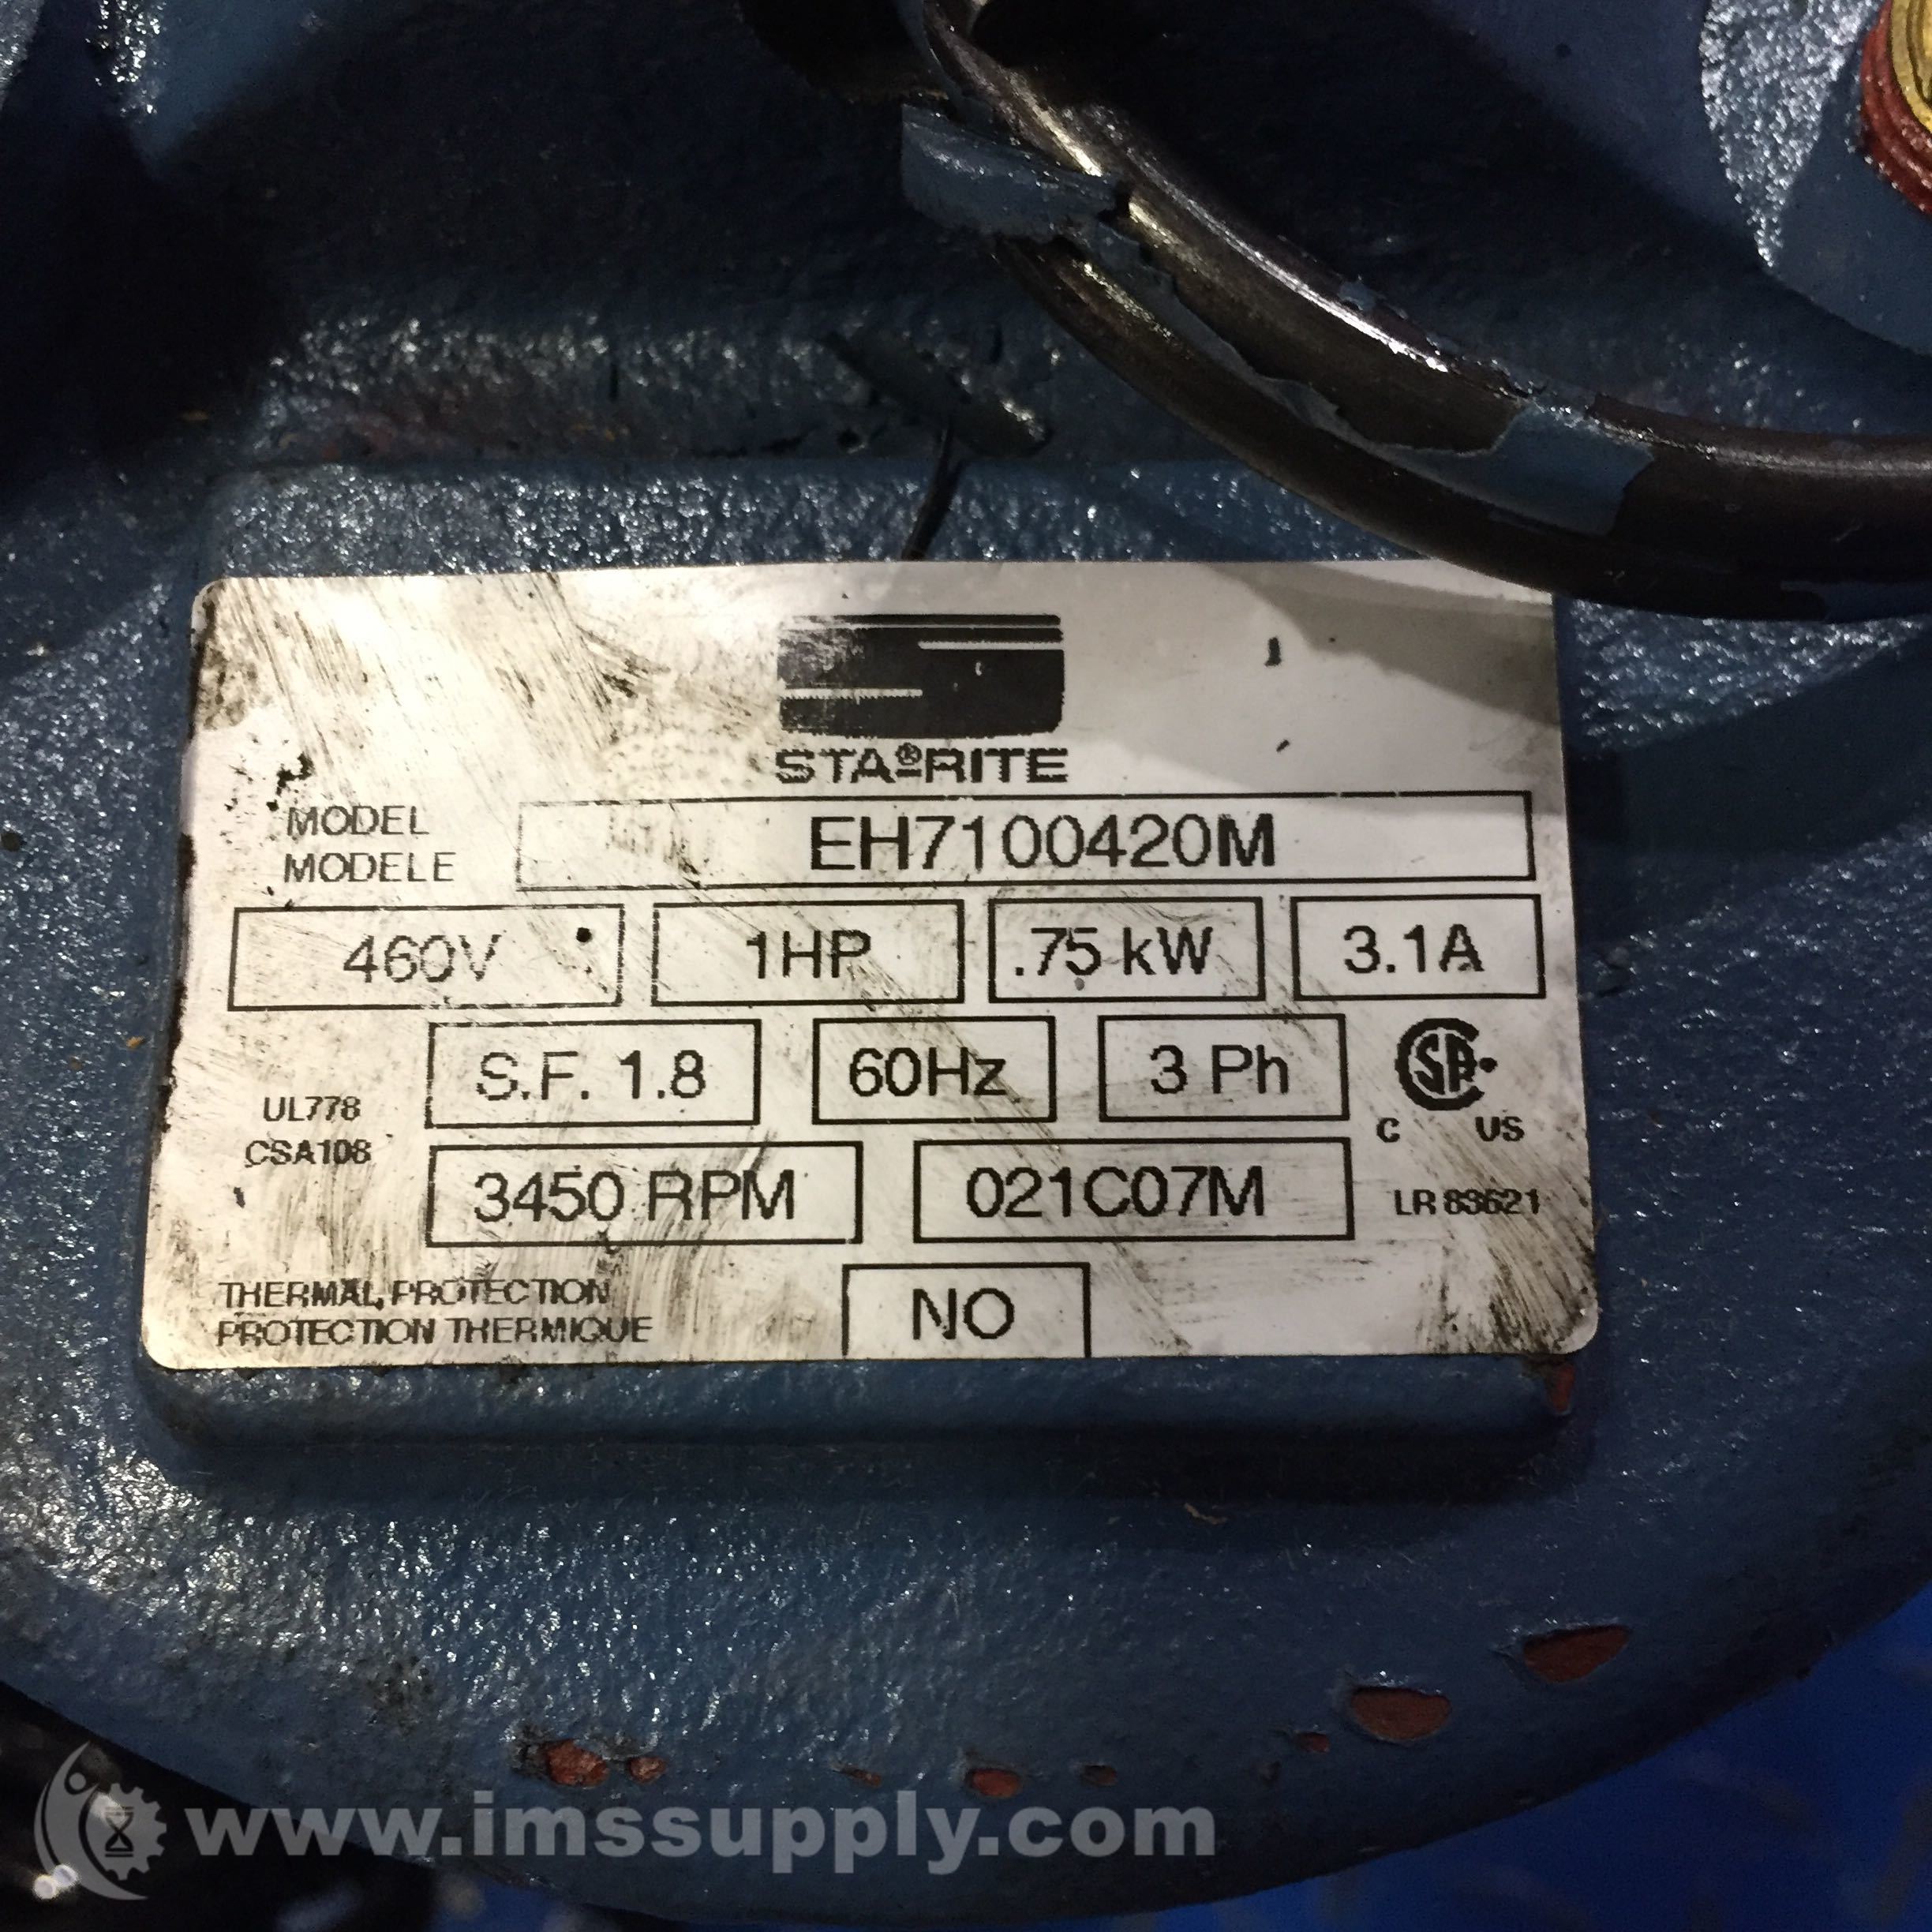 STA-RITE®
MODEL
MODELE
EH7100420M
460V 1HP .75 kW 3.1A
S.F. 1.8 60Hz 3 Ph
UL778
CSA108
3450 RPM 021C07M
CSA
C US
LR 83621
THERMAL PROTECTION
PROTECTION THERMIQUE
NO
www.imssupply.com